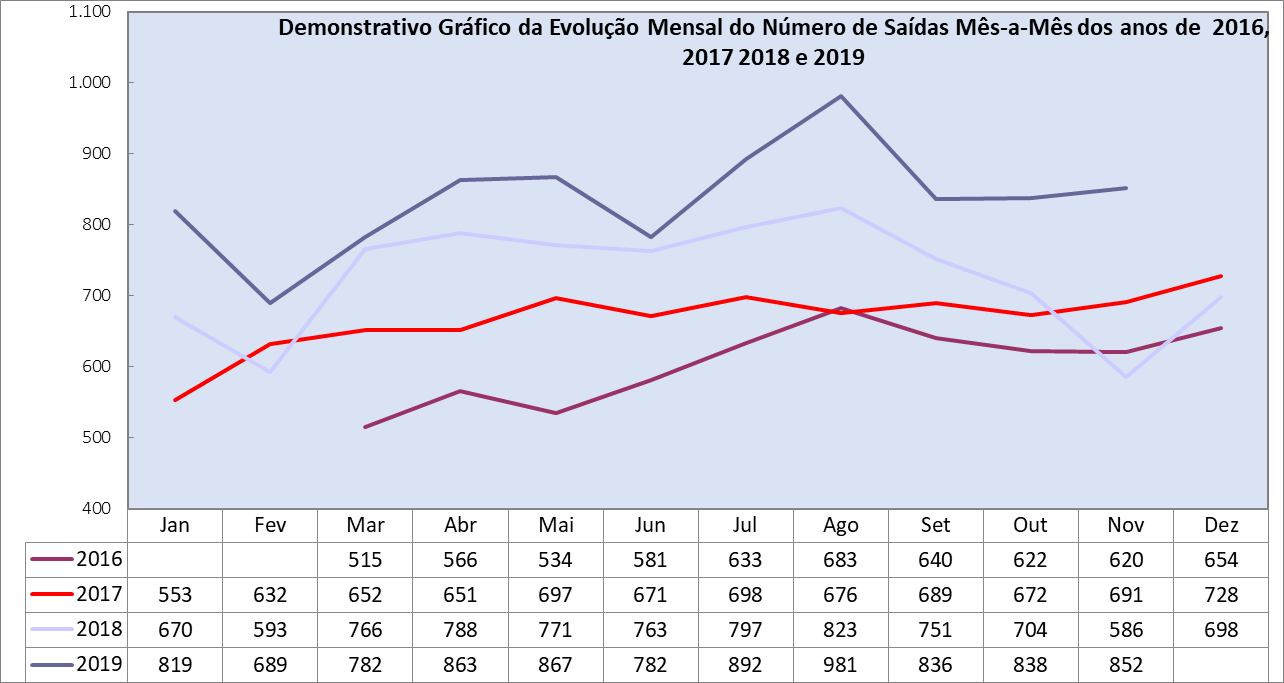 Demonstrativo Gráfico da Evolução Mensal do Número de Saídas Mês-a-Mês dos anos de 2016,
2017 2018 e 2019
1.100
1.000
900
800
700
600
500
400
Jan Fev Mar Abr Mai Jun Jul Ago Set Out Nov Dez
2016 515 566 534 581 633 683 640 622 620 654
2017 553 632 652 651 697 671 698 676 689 672 691 728
2018 670 593 766 788 771 763 797 823 751 704 586 698
2019 819 689 782 863 867 782 892 981 836 838 852